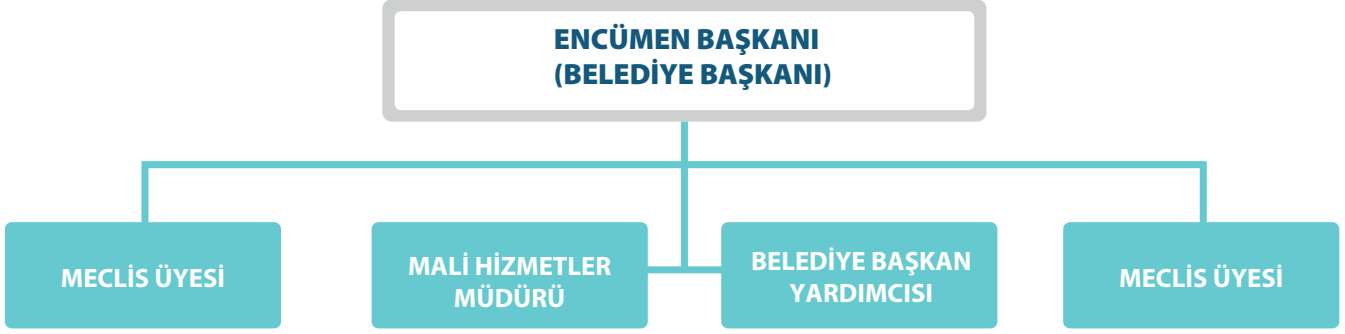 ENCÜMEN BAŞKANI
(BELEDİYE BAŞKANI)
MECLİS ÜYESİ
MALİ HİZMETLER
MÜDÜRÜ
BELEDİYE BAŞKAN
YARDIMCISI
MECLİS ÜYESİ